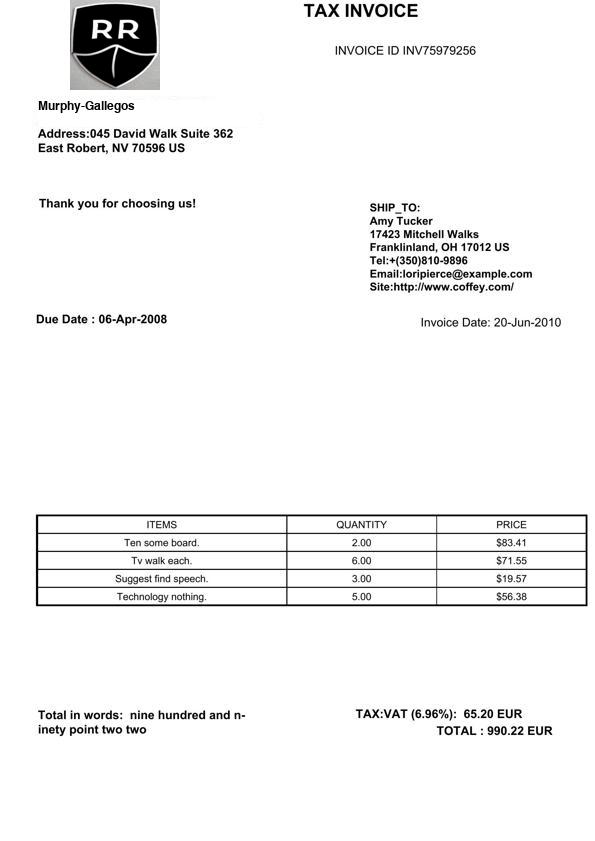 RR
TAX INVOICE
INVOICE ID INV75979256
Murphy-Gallegos
Address:045 David Walk Suite 362
East Robert, NV 70596 US
Thank you for choosing us!
SHIP_TO:
Amy Tucker
17423 Mitchell Walks
Franklinland, OH 17012 US
Tel:+(350)810-9896
Email:loripierce@example.com
Site:http://www.coffey.com/
Due Date : 06-Apr-2008
Invoice Date: 20-Jun-2010
ITEMS QUANTITY PRICE
Ten some board. 2.00 $83.41
Tv walk each. 6.00 $71.55
Suggest find speech. 3.00 $19.57
Technology nothing. 5.00 $56.38
Total in words: nine hundred and n-
inety point two two
TAX:VAT (6.96%): 65.20 EUR
TOTAL : 990.22 EUR